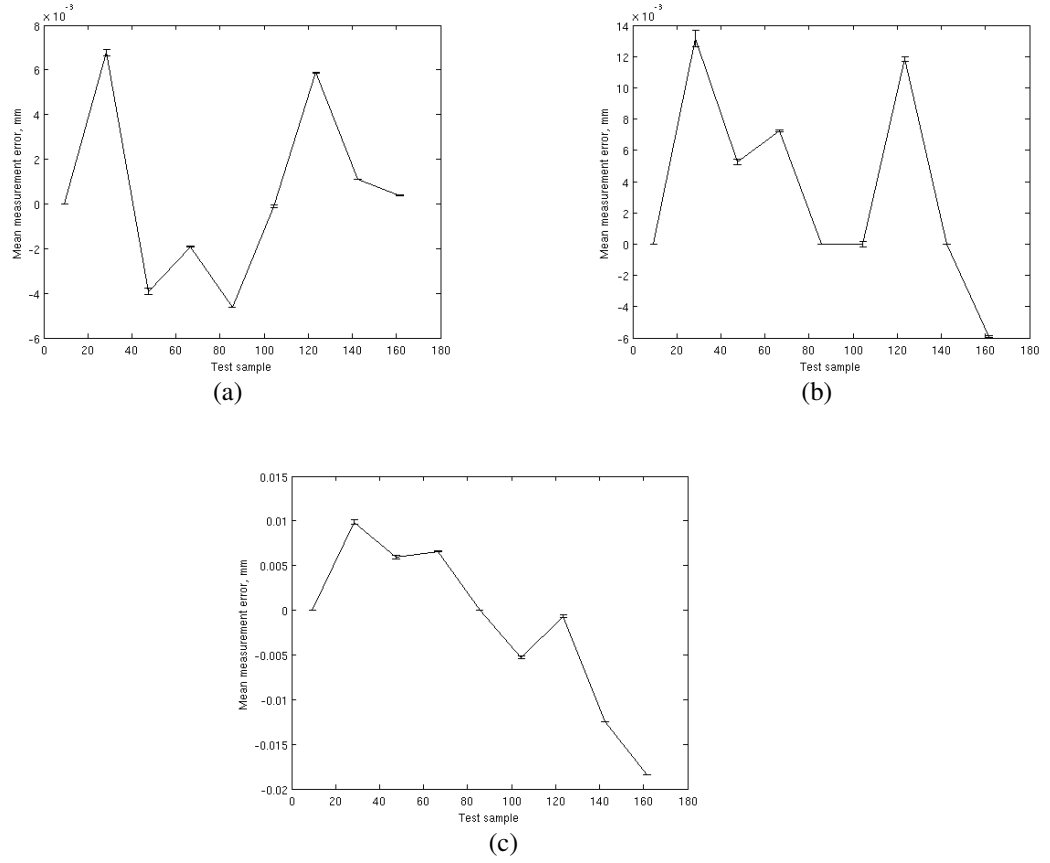 × 10⁻³
8
6
4
2
0
-2
-4
-6
Mean measurement error, mm
0 20 40 60 80 100 120 140 160 180
Test sample
(a)
× 10⁻³
14
12
10
8
6
4
2
0
-2
-4
-6
Mean measurement error, mm
0 20 40 60 80 100 120 140 160 180
Test sample
(b)
0.015
0.01
0.005
0
-0.005
-0.01
-0.015
-0.02
Mean measurement error, mm
0 20 40 60 80 100 120 140 160 180
Test sample
(c)